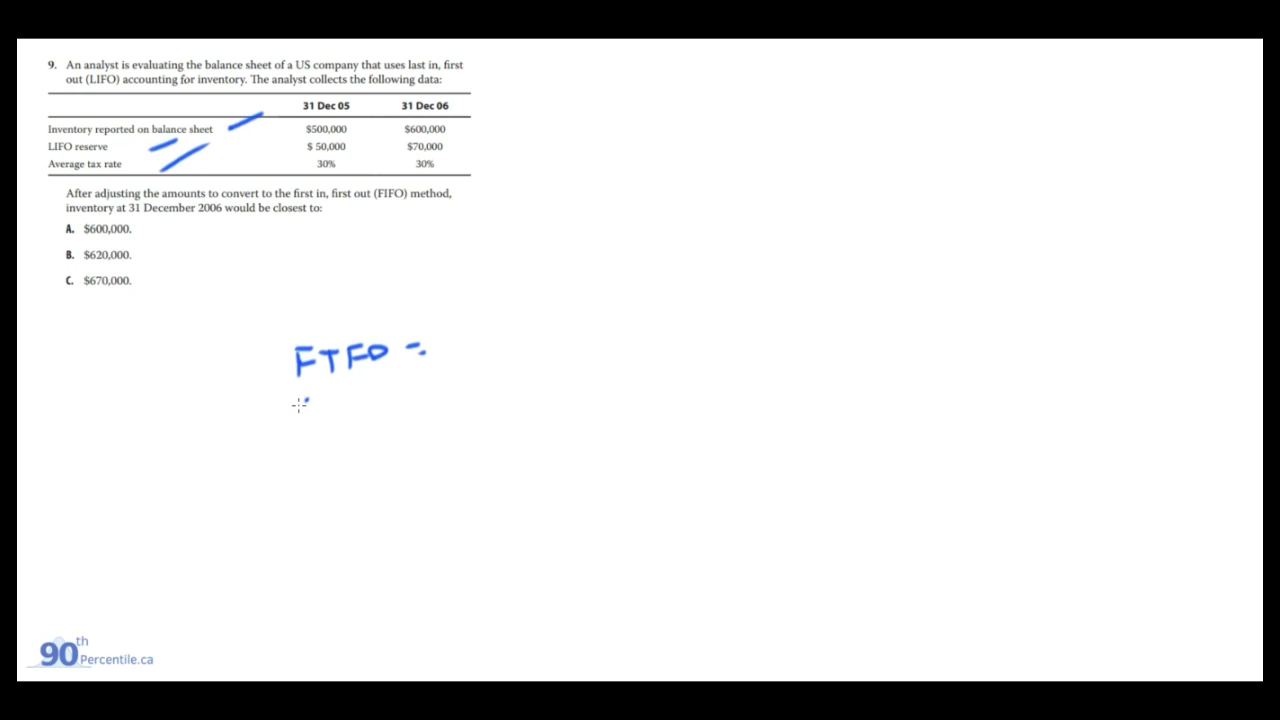 9. An analyst is evaluating the balance sheet of a US company that uses last in, first
out (LIFO) accounting for inventory. The analyst collects the following data:
31 Dec 05 31 Dec 06
Inventory reported on balance sheet $500,000 $600,000
LIFO reserve $ 50,000 $70,000
Average tax rate 30% 30%
After adjusting the amounts to convert to the first in, first out (FIFO) method,
inventory at 31 December 2006 would be closest to:
A. $600,000.
B. $620,000.
C. $670,000.
FIFO =
90th
Percentile.ca